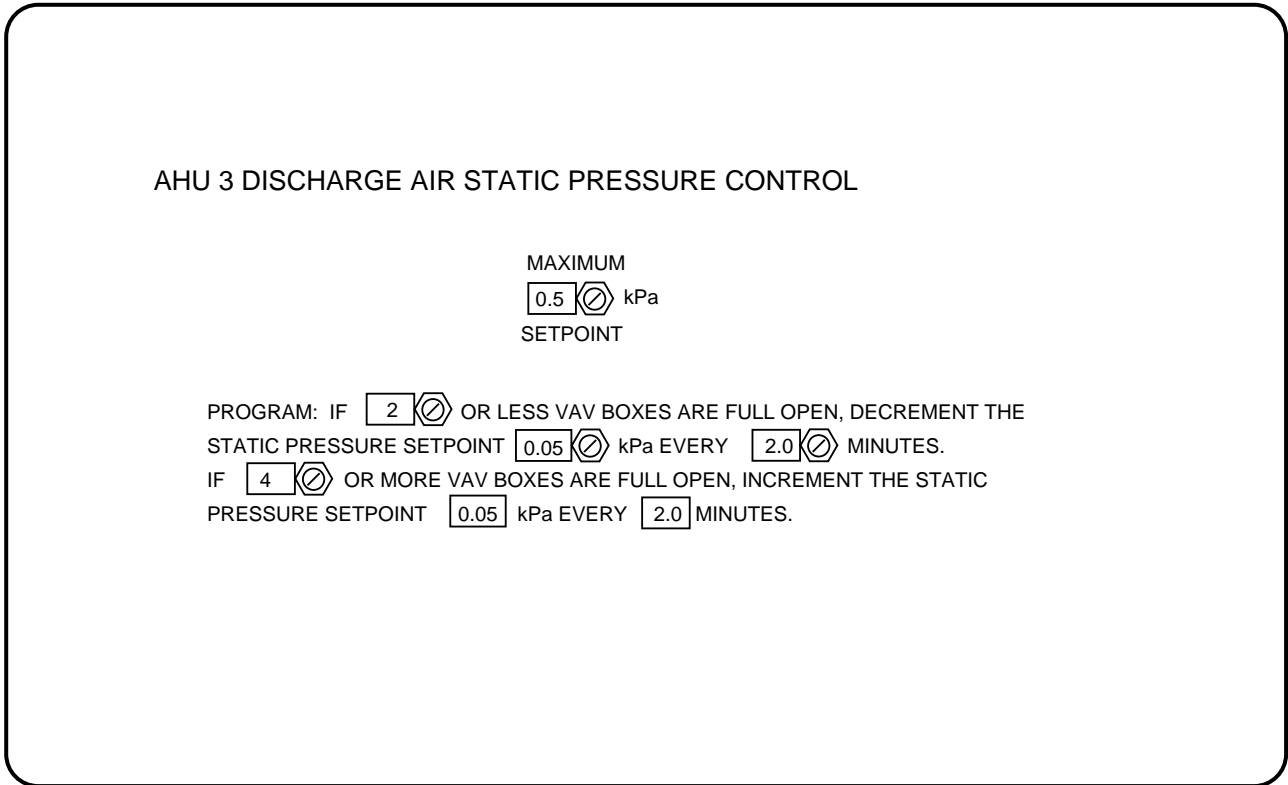 AHU 3 DISCHARGE AIR STATIC PRESSURE CONTROL
MAXIMUM
0.5 kPa
SETPOINT
PROGRAM: IF 2 OR LESS VAV BOXES ARE FULL OPEN, DECREMENT THE
STATIC PRESSURE SETPOINT 0.05 kPa EVERY 2.0 MINUTES.
IF 4 OR MORE VAV BOXES ARE FULL OPEN, INCREMENT THE STATIC
PRESSURE SETPOINT 0.05 kPa EVERY 2.0 MINUTES.